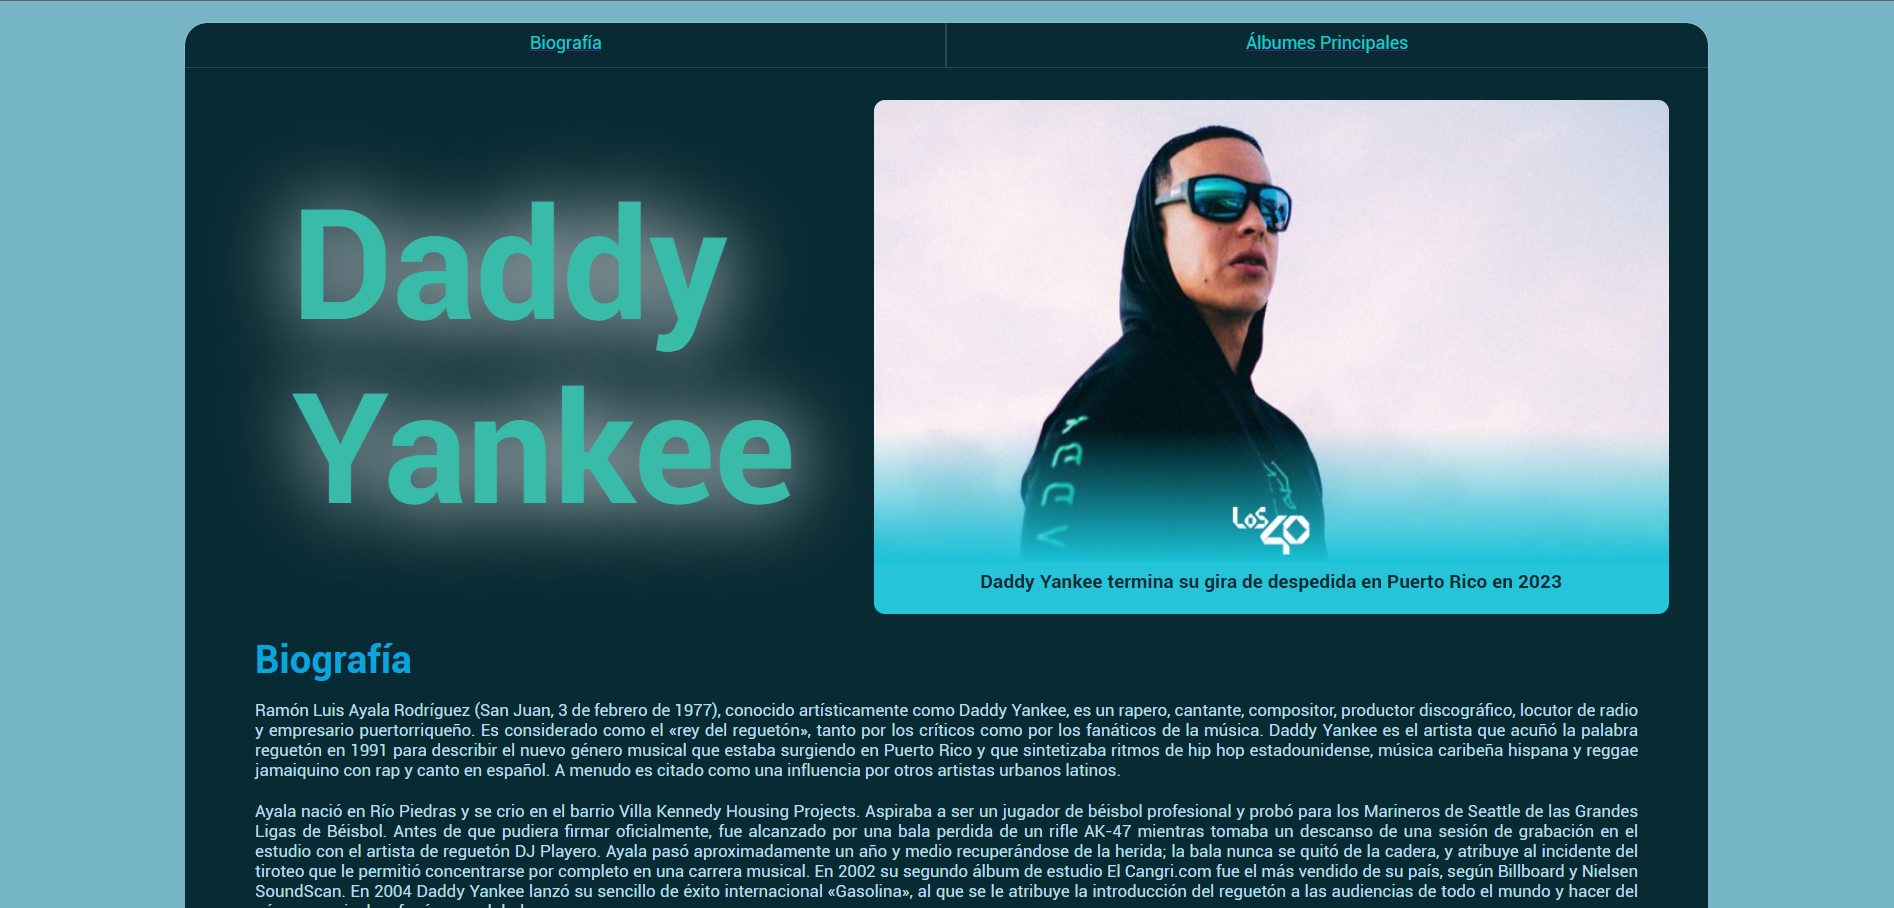 Biografía
Álbumes Principales
Daddy
Yankee
DADDY
LOS40
Daddy Yankee termina su gira de despedida en Puerto Rico en 2023
Biografía
Ramón Luis Ayala Rodríguez (San Juan, 3 de febrero de 1977), conocido artísticamente como Daddy Yankee, es un rapero, cantante, compositor, productor discográfico, locutor de radio
y empresario puertorriqueño. Es considerado como el «rey del reguetón», tanto por los críticos como por los fanáticos de la música. Daddy Yankee es el artista que acuñó la palabra
reguetón en 1991 para describir el nuevo género musical que estaba surgiendo en Puerto Rico y que sintetizaba ritmos de hip hop estadounidense, música caribeña hispana y reggae
jamaiquino con rap y canto en español. A menudo es citado como una influencia por otros artistas urbanos latinos.
Ayala nació en Río Piedras y se crio en el barrio Villa Kennedy Housing Projects. Aspiraba a ser un jugador de béisbol profesional y probó para los Marineros de Seattle de las Grandes
Ligas de Béisbol. Antes de que pudiera firmar oficialmente, fue alcanzado por una bala perdida de un rifle AK-47 mientras tomaba un descanso de una sesión de grabación en el
estudio con el artista de reguetón DJ Playero. Ayala pasó aproximadamente un año y medio recuperándose de la herida; la bala nunca se quitó de la cadera, y atribuye al incidente del
tiroteo que le permitió concentrarse por completo en una carrera musical. En 2002 su segundo álbum de estudio El Cangri.com fue el más vendido de su país, según Billboard y Nielsen
SoundScan. En 2004 Daddy Yankee lanzó su sencillo de éxito internacional «Gasolina», al que se le atribuye la introducción del reguetón a las audiencias de todo el mundo y hacer del